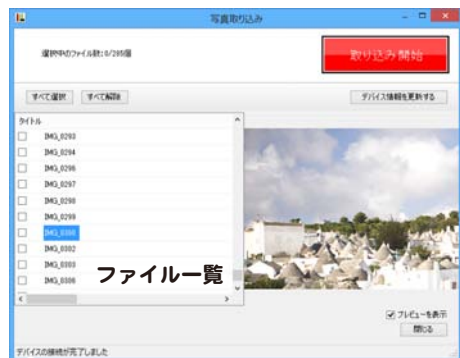 写真取り込み
選択中のファイル数:0/285個
取り込み開始
すべて選択 すべて解除
デバイス情報を更新する
タイトル
IMG_0293
IMG_0294
IMG_0296
IMG_0297
IMG_0298
IMG_0299
IMG_0300
IMG_0302
IMG_0303
IMG_0306
ファイル一覧
プレビューを表示
閉じる
デバイスの接続が完了しました